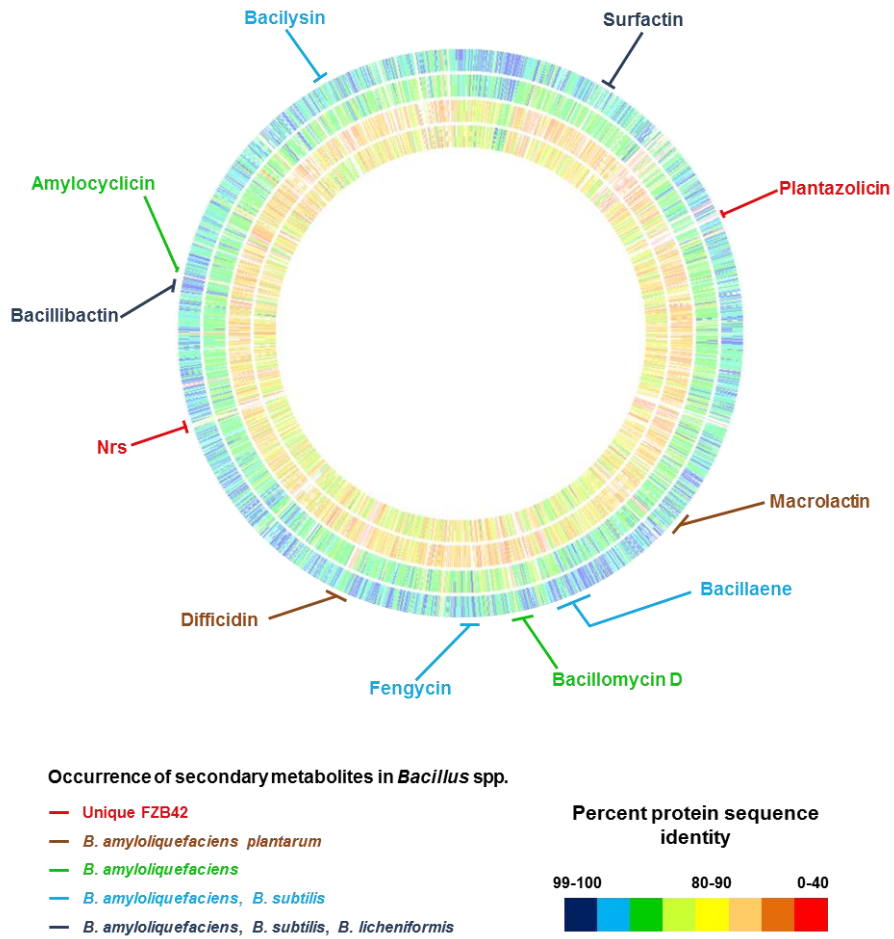 Bacilysin
Surfactin
Amylocyclicin
Plantazolicin
Bacillibactin
Nrs
Macrolactin
Bacillaene
Difficidin
Bacillomycin D
Fengycin
Occurrence of secondary metabolites in Bacillus spp.
Unique FZB42
B. amyloliquefaciens plantarum
B. amyloliquefaciens
B. amyloliquefaciens, B. subtilis
B. amyloliquefaciens, B. subtilis, B. licheniformis
Percent protein sequence
identity
99-100 80-90 0-40